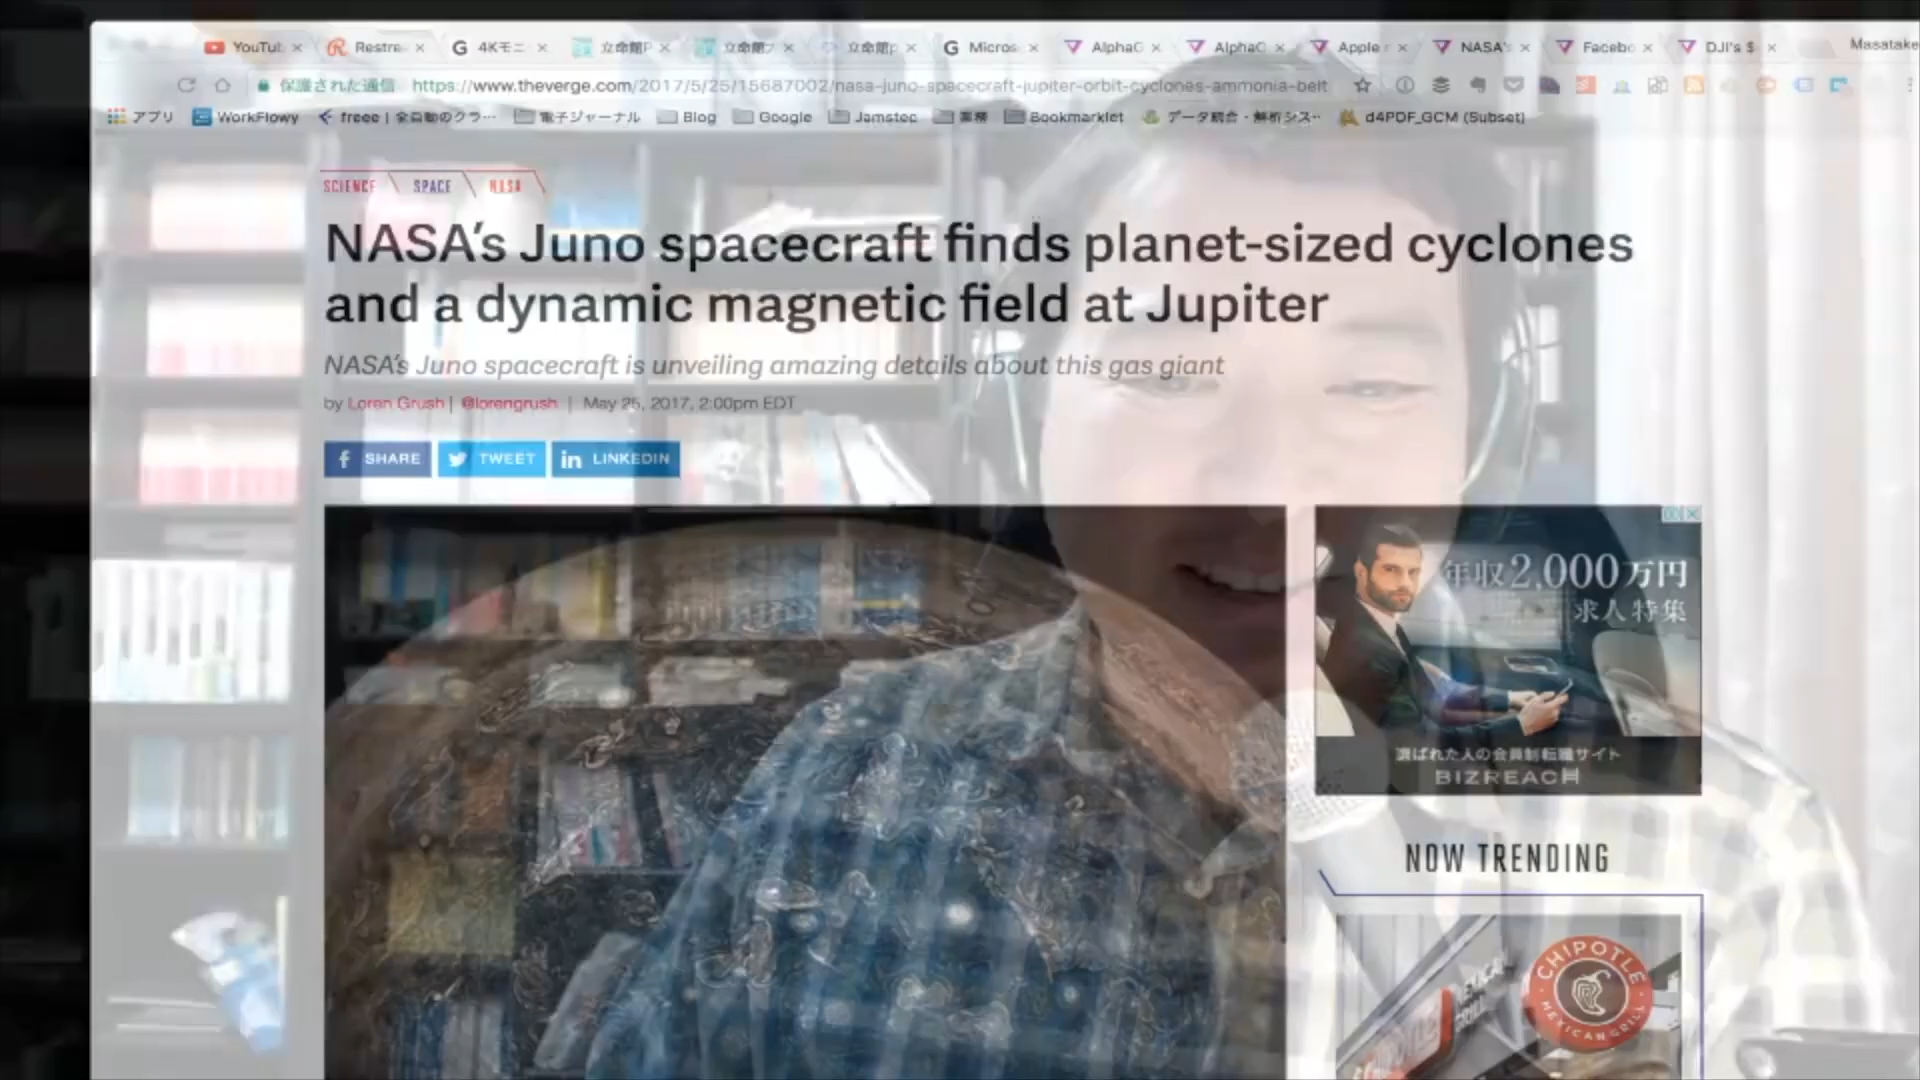 YouTub
Restre
4Kモニ
立命館P
立命館プ
立命館p
Micros
AlphaG
AlphaG
Apple r
NASA's
Facebo
DJI's $
Masatake
保護された通信
https://www.theverge.com/2017/5/25/15687002/nasa-juno-spacecraft-jupiter-orbit-cyclones-ammonia-belt
アプリ
WorkFlowy
freee | 全自動のクラ…
電子ジャーナル
Blog
Google
Jamstec
業務
Bookmarklet
データ統合・解析シス…
d4PDF_GCM (Subset)
SCIENCE
SPACE
NASA
NASA's Juno spacecraft finds planet-sized cyclones
and a dynamic magnetic field at Jupiter
NASA's Juno spacecraft is unveiling amazing details about this gas giant
by Loren Grush | @lorengrush | May 25, 2017, 2:00pm EDT
SHARE
TWEET
LINKEDIN
年収2,000万円
求人特集
選ばれた人の会員制転職サイト
BIZREACH
NOW TRENDING
CHIPOTLE
MEXICAN GRILL